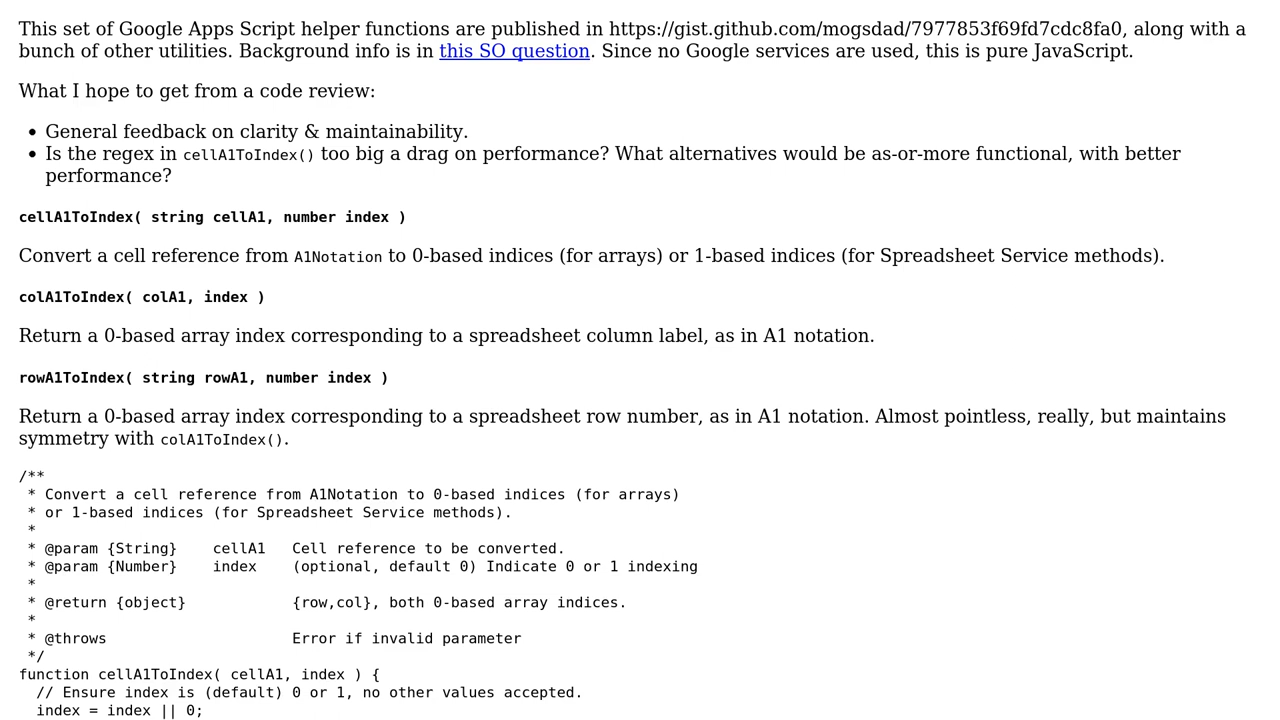 This set of Google Apps Script helper functions are published in https://gist.github.com/mogsdad/7977853f69fd7cdc8fa0, along with a
bunch of other utilities. Background info is in this SO question. Since no Google services are used, this is pure JavaScript.
What I hope to get from a code review:
• General feedback on clarity & maintainability.
• Is the regex in cellA1ToIndex() too big a drag on performance? What alternatives would be as-or-more functional, with better
performance?
cellA1ToIndex( string cellA1, number index )
Convert a cell reference from A1Notation to 0-based indices (for arrays) or 1-based indices (for Spreadsheet Service methods).
colA1ToIndex( colA1, index )
Return a 0-based array index corresponding to a spreadsheet column label, as in A1 notation.
rowA1ToIndex( string rowA1, number index )
Return a 0-based array index corresponding to a spreadsheet row number, as in A1 notation. Almost pointless, really, but maintains
symmetry with colA1ToIndex().
/**
 * Convert a cell reference from A1Notation to 0-based indices (for arrays)
 * or 1-based indices (for Spreadsheet Service methods).
 *
 * @param {String}    cellA1   Cell reference to be converted.
 * @param {Number}    index    (optional, default 0) Indicate 0 or 1 indexing
 *
 * @return {object}            {row,col}, both 0-based array indices.
 *
 * @throws                     Error if invalid parameter
 */
function cellA1ToIndex( cellA1, index ) {
  // Ensure index is (default) 0 or 1, no other values accepted.
  index = index || 0;